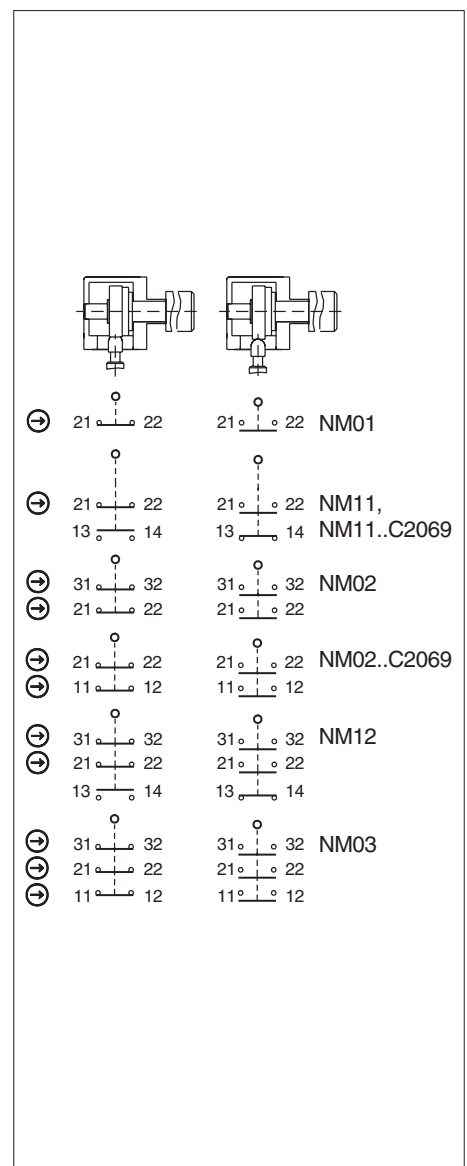 21 22 21 22 NM01
21 22 21 22 NM11,
13 14 13 14 NM11..C2069
31 32 31 32 NM02
21 22 21 22
21 22 21 22 NM02..C2069
11 12 11 12
31 32 31 32 NM12
21 22 21 22
13 14 13 14
31 32 31 32 NM03
21 22 21 22
11 12 11 12